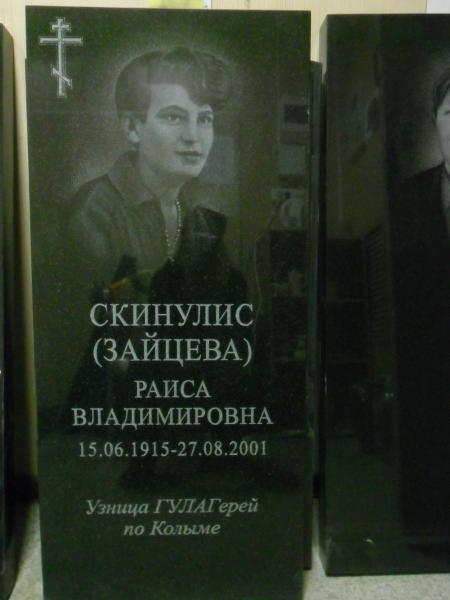 СКИНУЛИС
(ЗАЙЦЕВА)
РАИСА
ВЛАДИМИРОВНА
15.06.1915-27.08.2001
Узница ГУЛАГерей
по Колыме